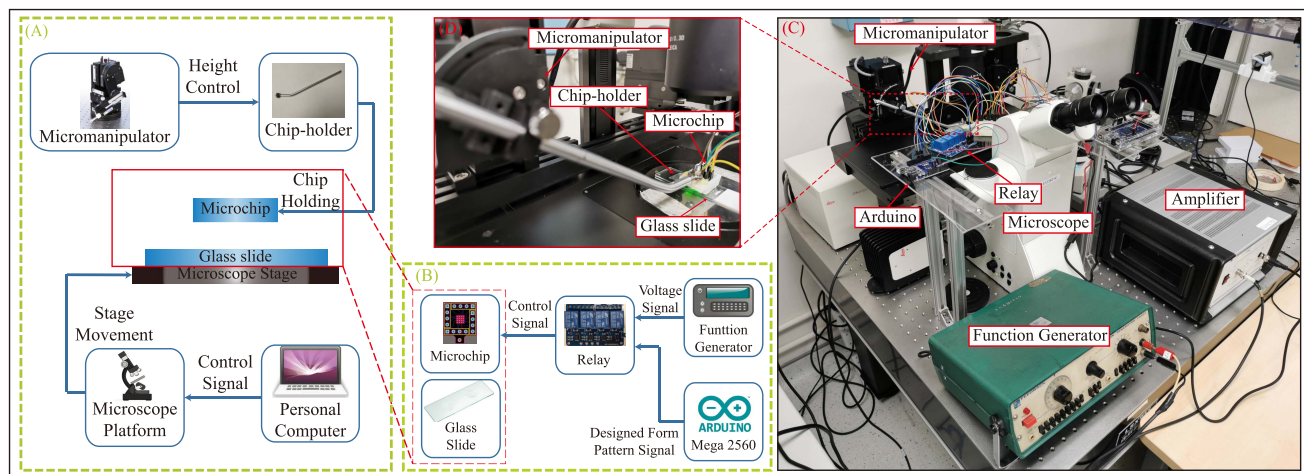 (A)
Height
Control
Micromanipulator
Chip-holder
Chip
Holding
Microchip
Glass slide
Microscope Stage
Stage
Movement
Control
Signal
Microscope
Platform
Personal
Computer
(D)
Micromanipulator
Chip-holder
Microchip
Glass slide
(B)
Microchip
Glass
Slide
Control
Signal
Relay
Voltage
Signal
Funttion
Generator
Designed Form
Pattern Signal
ARDUINO
Mega 2560
(C)
Micromanipulator
Relay
Arduino
Microscope
Amplifier
Function Generator